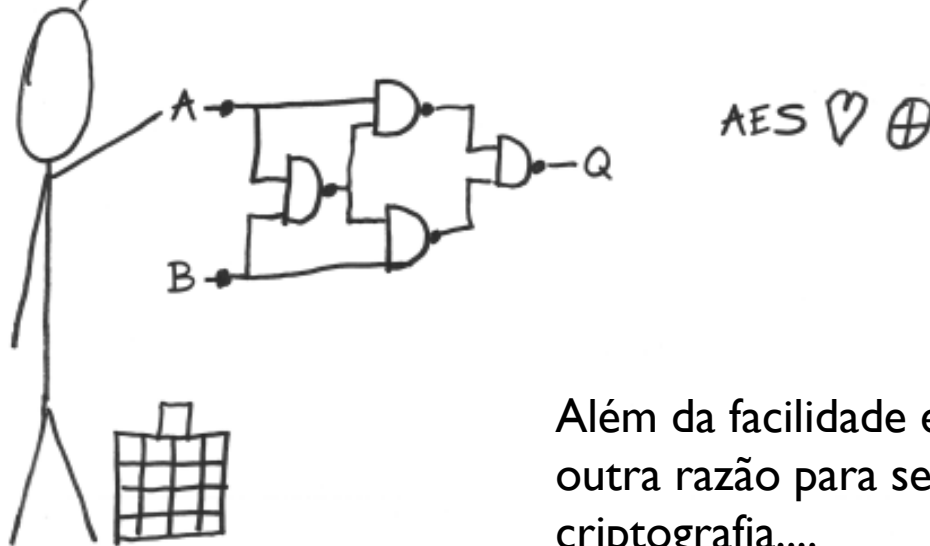 A
AES ♡ ⊕
Q
B
Além da facilidade e
outra razão para se
criptografia....